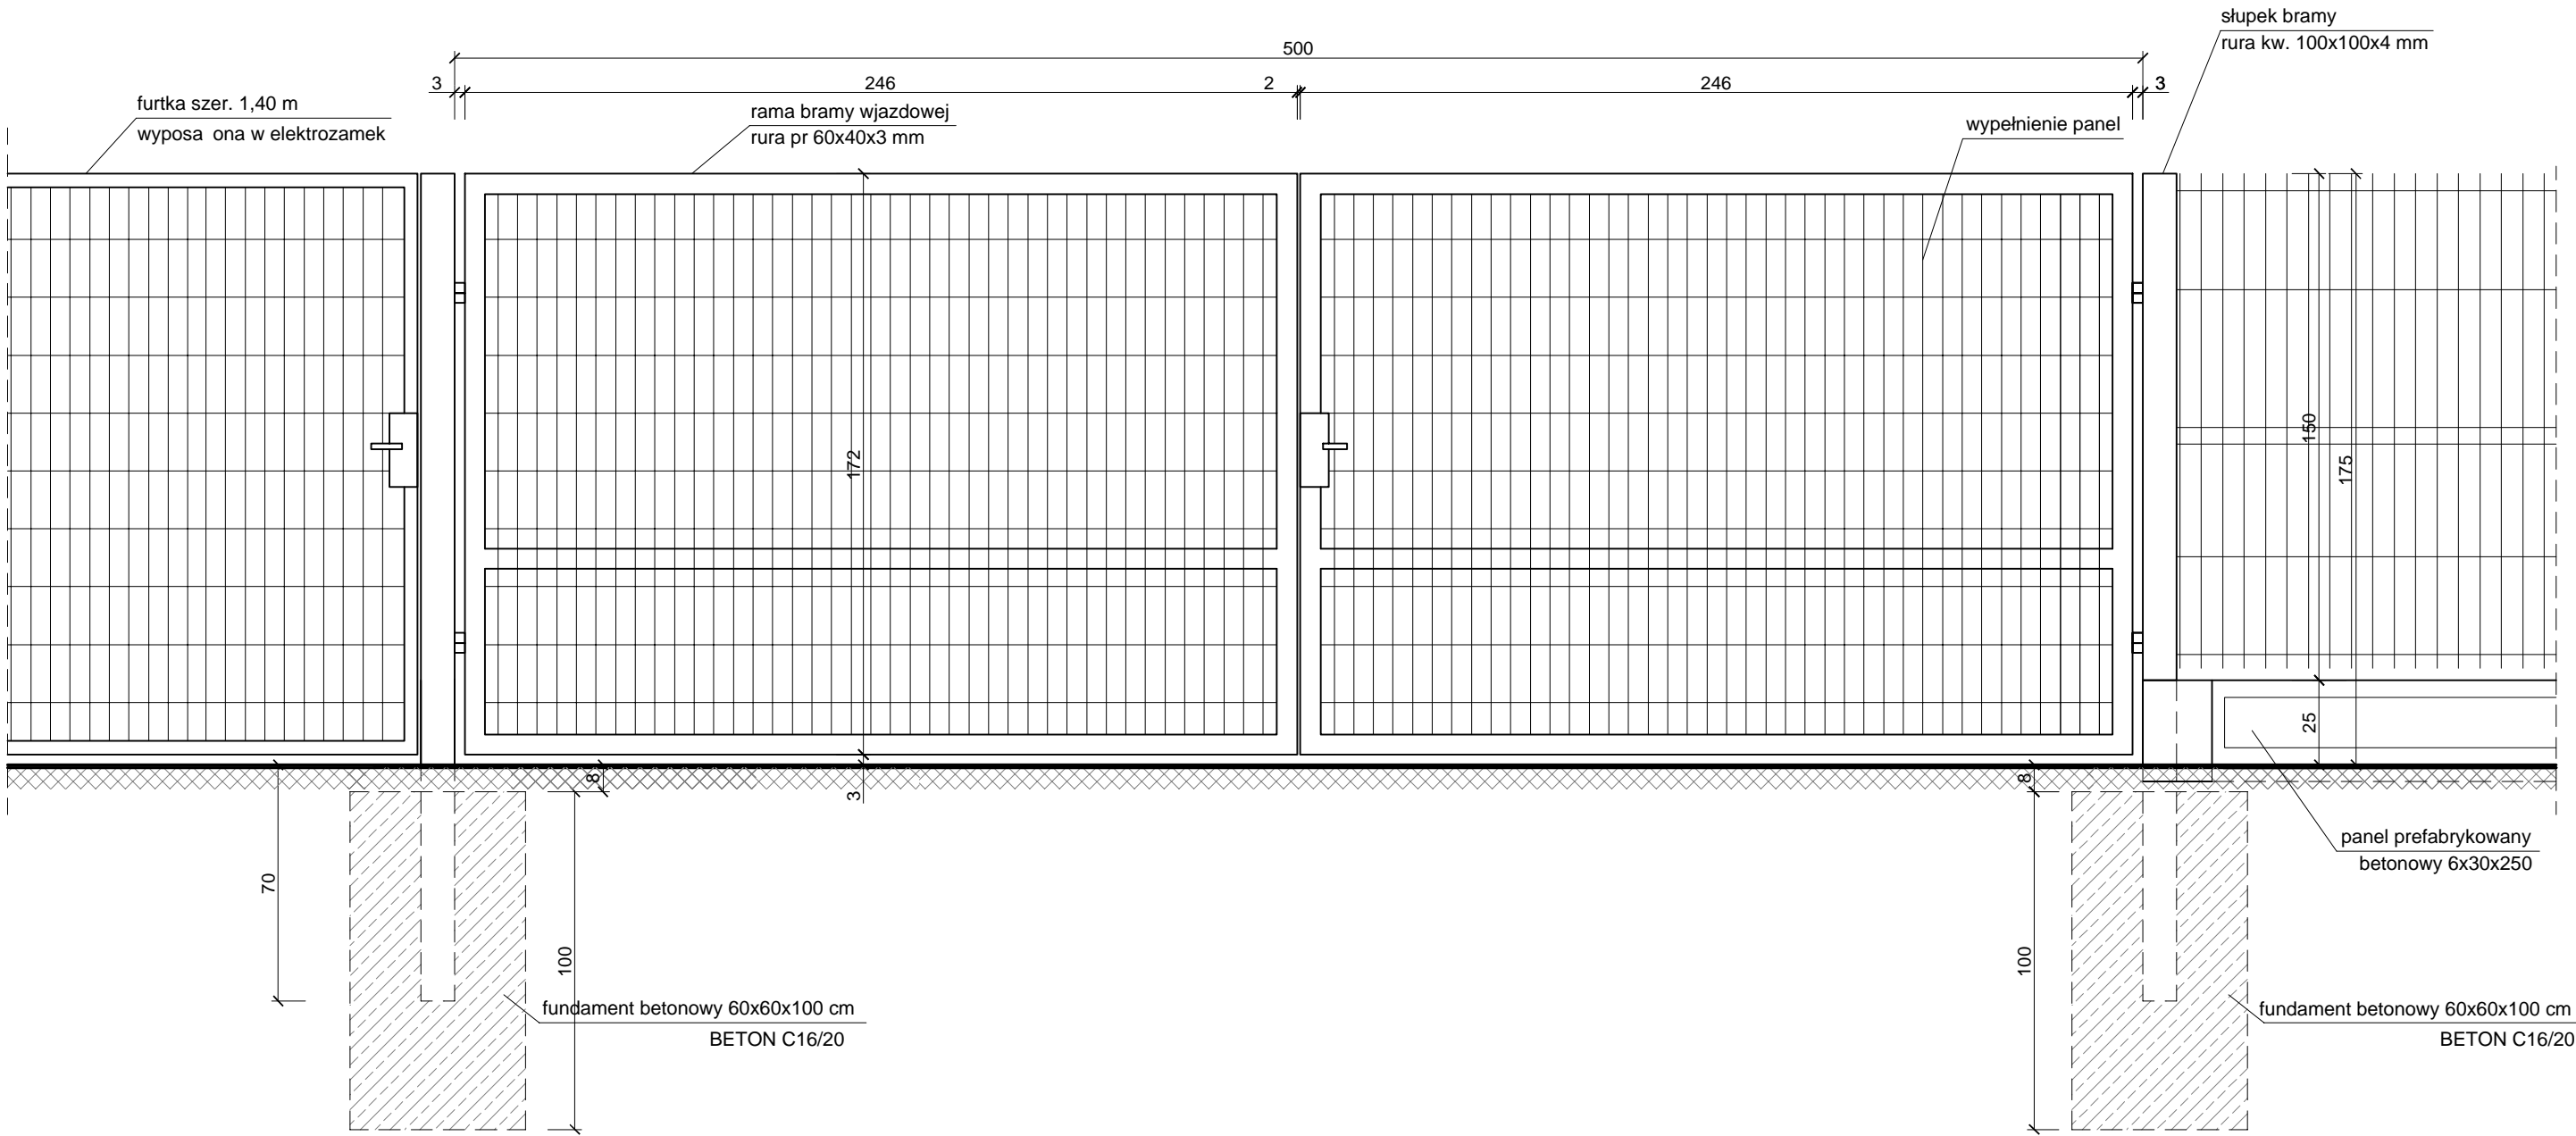 słupek bramy
rura kw. 100x100x4 mm
500
3
246
2
246
3
furtka szer. 1,40 m
wyposa ona w elektrozamek
rama bramy wjazdowej
rura pr 60x40x3 mm
wypełnienie panel
172
150
175
25
8
3
8
70
100
100
panel prefabrykowany
betonowy 6x30x250
fundament betonowy 60x60x100 cm
BETON C16/20
fundament betonowy 60x60x100 cm
BETON C16/20